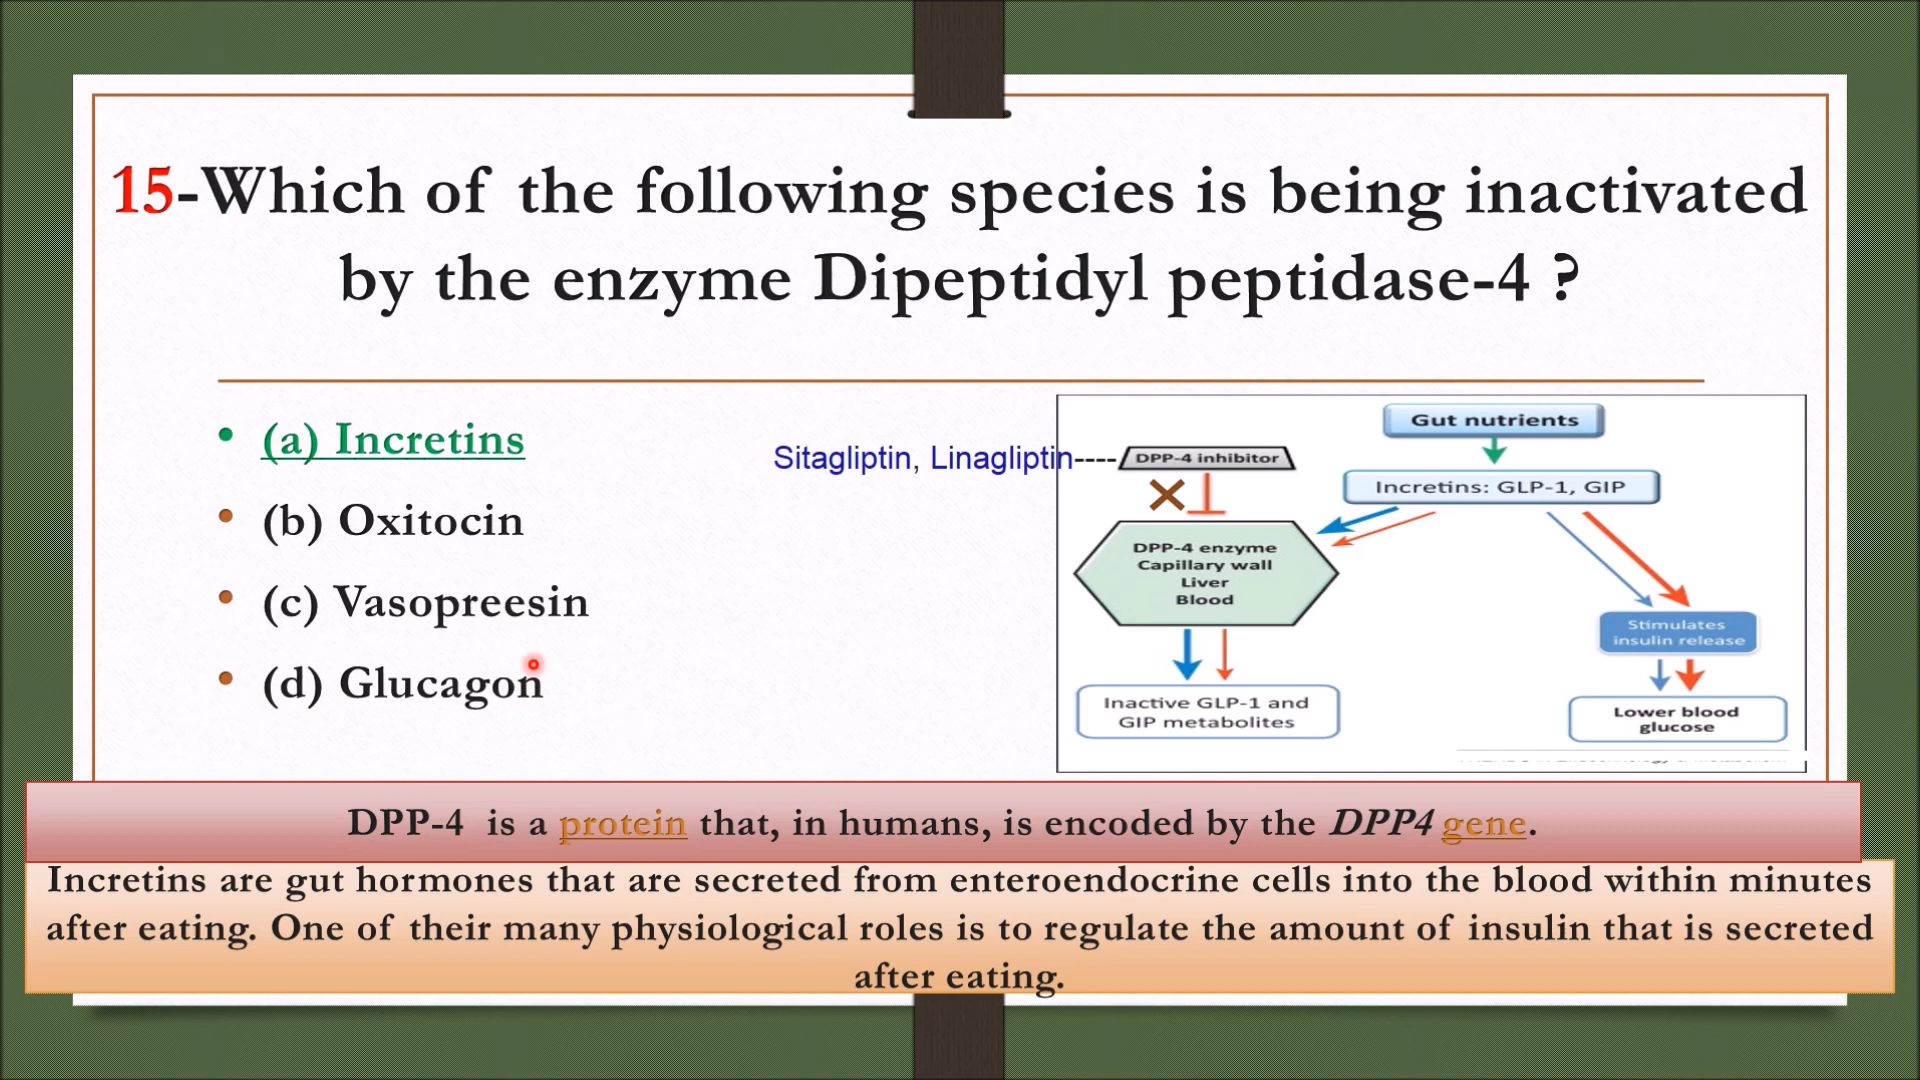 15-Which of the following species is being inactivated
by the enzyme Dipeptidyl peptidase-4 ?
(a) Incretins
(b) Oxitocin
(c) Vasopreesin
(d) Glucagon
Sitagliptin, Linagliptin----
DPP-4 inhibitor
Gut nutrients
Incretins: GLP-1, GIP
DPP-4 enzyme
Capillary wall
Liver
Blood
Stimulates
insulin release
Inactive GLP-1 and
GIP metabolites
Lower blood
glucose
DPP-4 is a protein that, in humans, is encoded by the DPP4 gene.
Incretins are gut hormones that are secreted from enteroendocrine cells into the blood within minutes
after eating. One of their many physiological roles is to regulate the amount of insulin that is secreted
after eating.